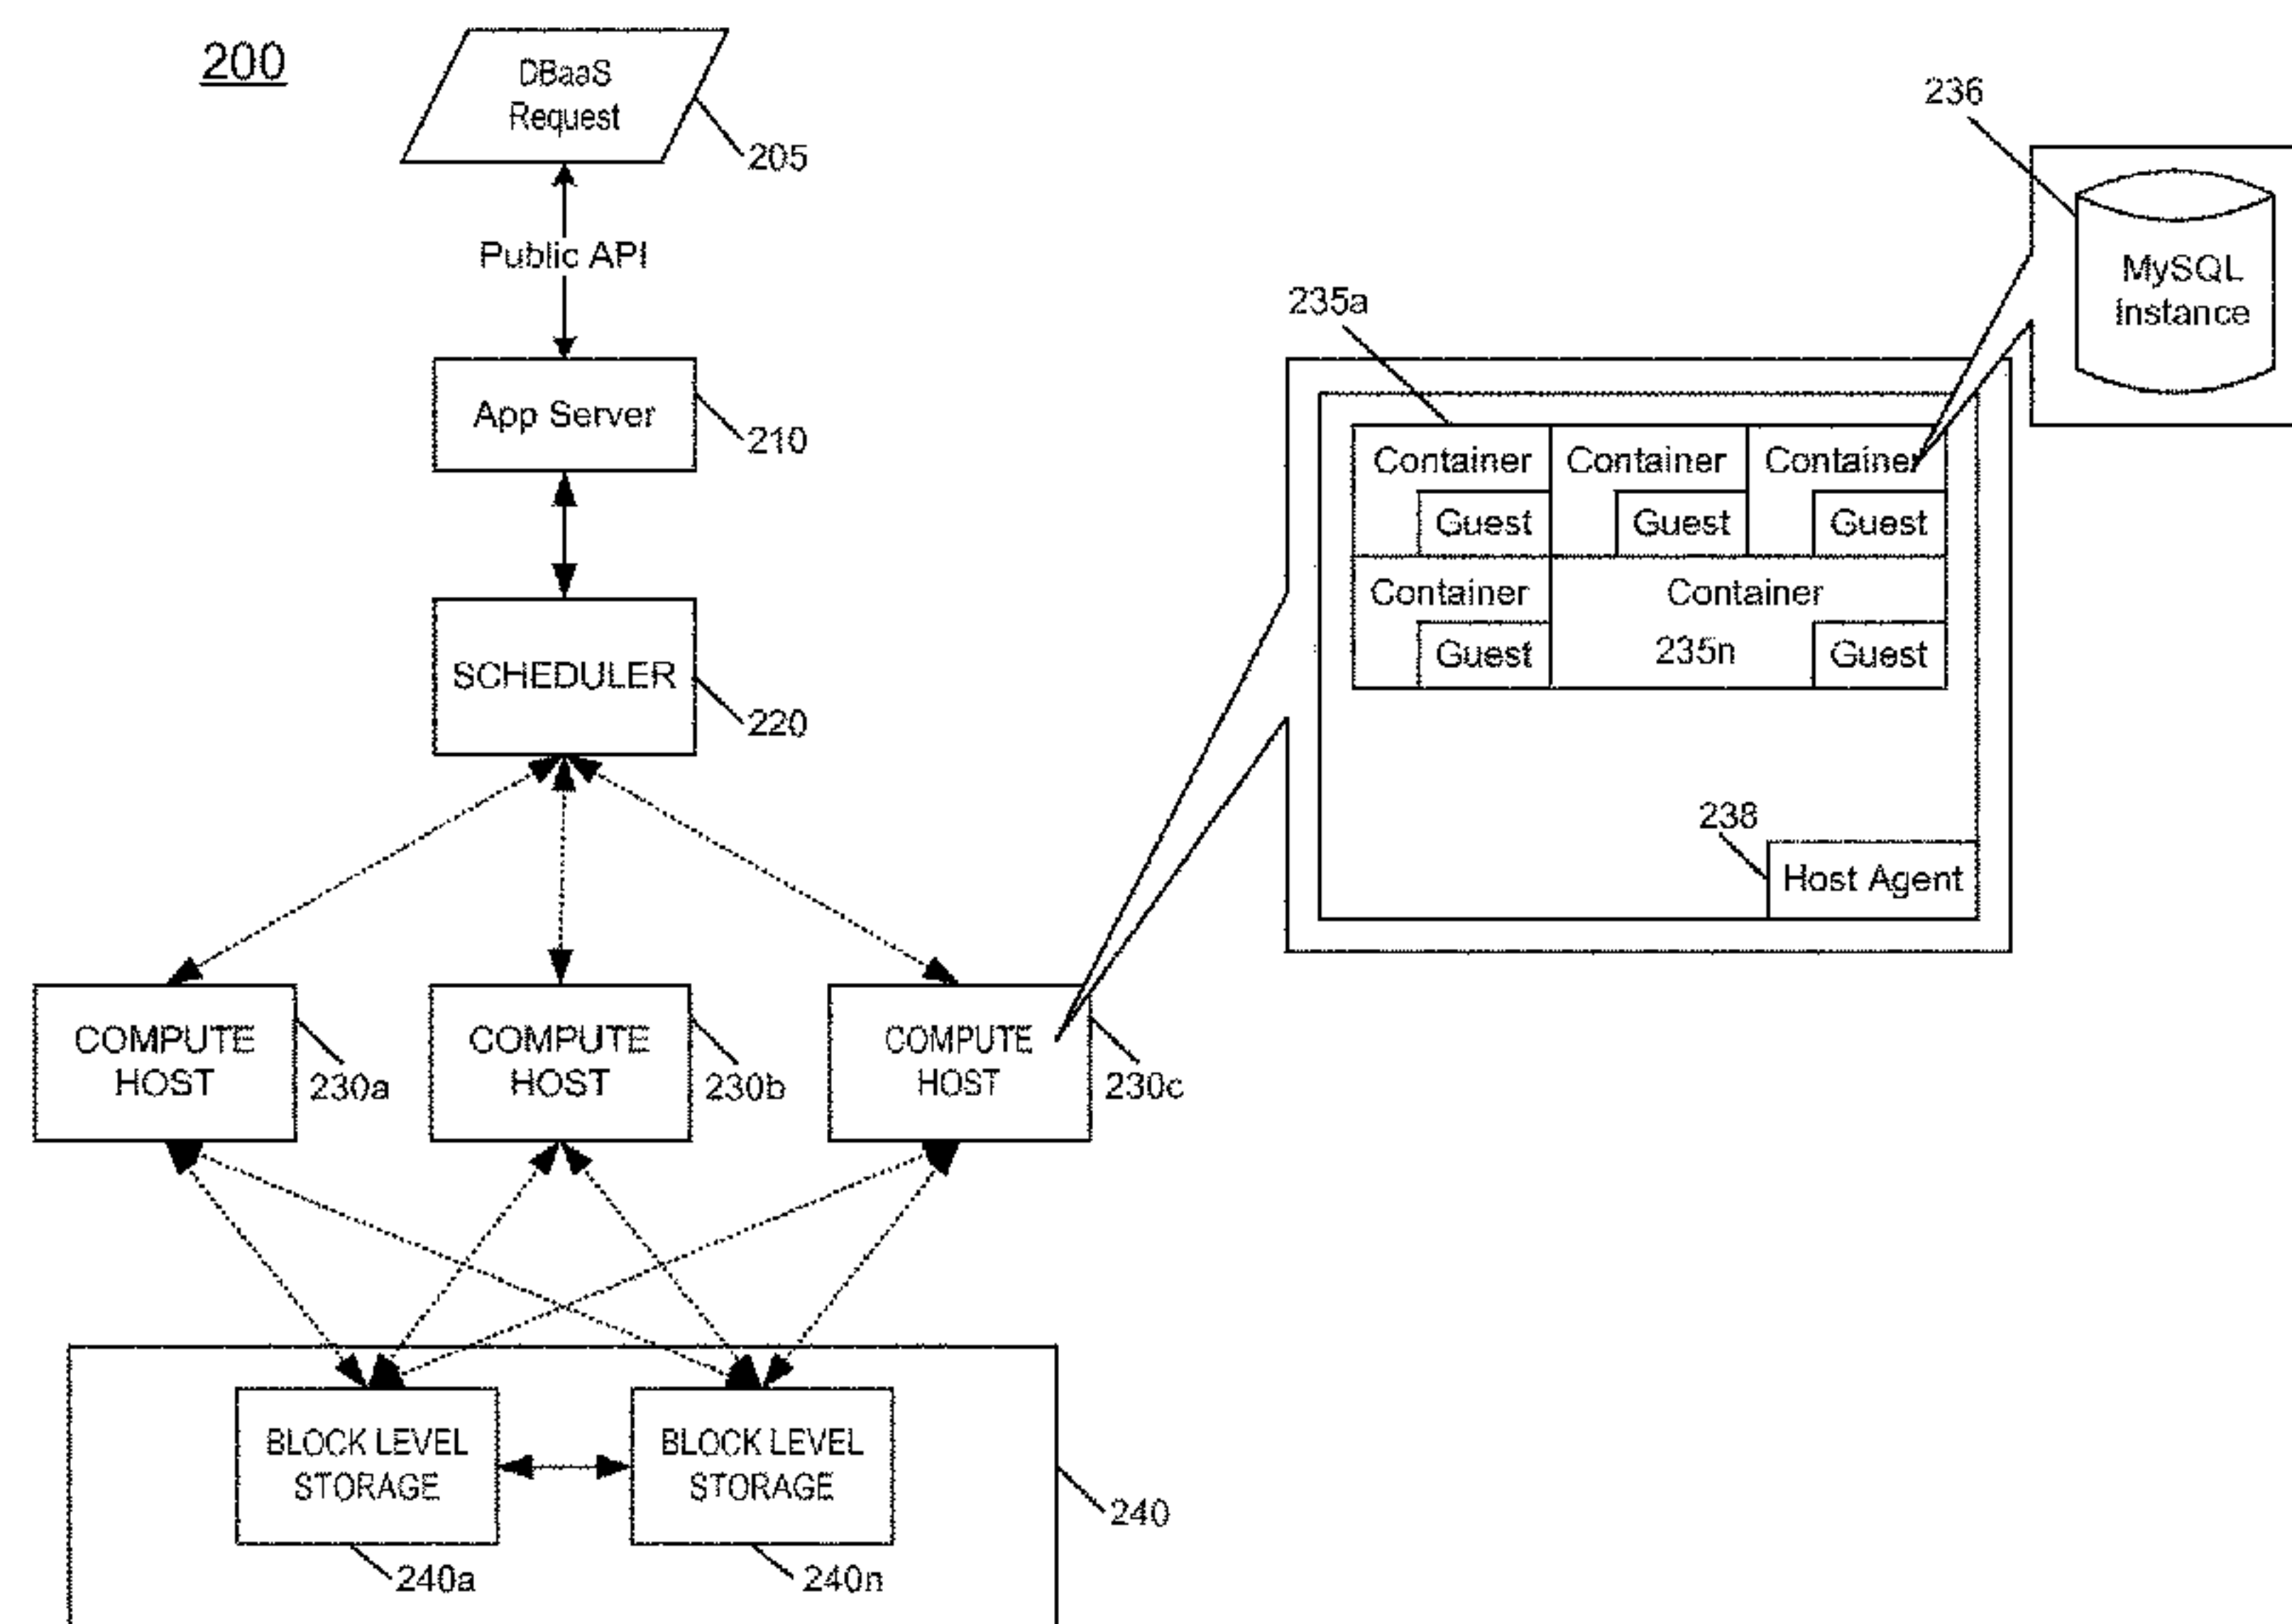 200
DBaaS
Request
205
Public API
App Server
210
SCHEDULER
220
COMPUTE
HOST
230a
COMPUTE
HOST
230b
COMPUTE
HOST
230c
BLOCK LEVEL
STORAGE
240a
BLOCK LEVEL
STORAGE
240n
240
235a
Container
Guest
Container
Guest
Container
Guest
Container
Guest
Container
235n
Guest
238
Host Agent
236
MySQL
Instance